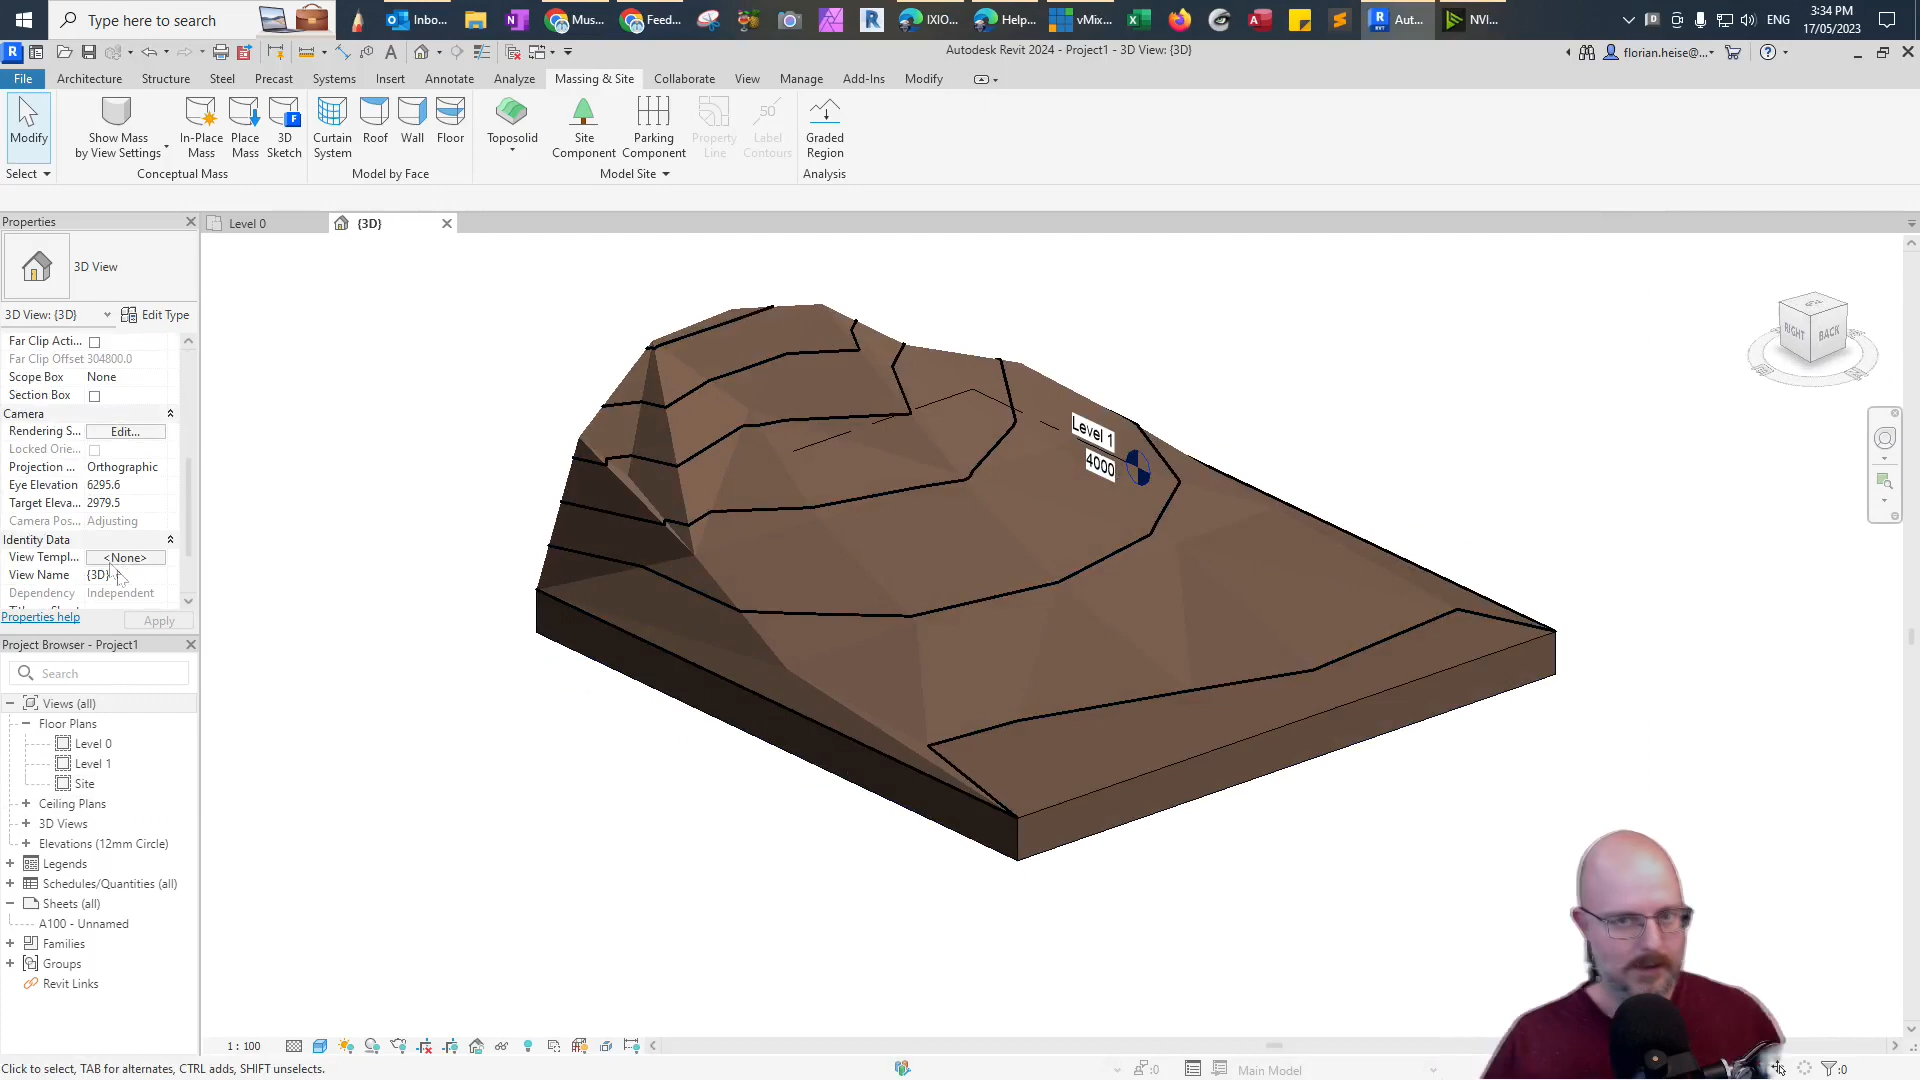 Type here to search
Inbo...
Mus...
Feed...
IXIO...
Help...
vMix...
Aut...
NVI...
ENG
3:34 PM
17/05/2023
Autodesk Revit 2024 - Project1 - 3D View: {3D}
florian.heise@...
File
Architecture
Structure
Steel
Precast
Systems
Insert
Annotate
Analyze
Massing & Site
Collaborate
View
Manage
Add-Ins
Modify
Modify
Show Mass
by View Settings
In-Place
Mass
Place
Mass
3D
Sketch
Curtain
System
Roof
Wall
Floor
Toposolid
Site
Component
Parking
Component
Property
Line
Label
Contours
Graded
Region
Select
Conceptual Mass
Model by Face
Model Site
Analysis
Properties
Level 0
{3D}
3D View
3D View: {3D}
Edit Type
Far Clip Acti...
Far Clip Offset 304800.0
Scope Box None
Section Box
Camera
Rendering S... Edit...
Locked Orie...
Projection ... Orthographic
Eye Elevation 6295.6
Target Eleva... 2979.5
Camera Pos... Adjusting
Identity Data
View Templ... <None>
View Name {3D}
Dependency Independent
Properties help
Apply
Project Browser - Project1
Search
Views (all)
Floor Plans
Level 0
Level 1
Site
Ceiling Plans
3D Views
Elevations (12mm Circle)
Legends
Schedules/Quantities (all)
Sheets (all)
A100 - Unnamed
Families
Groups
Revit Links
Level 1
4000
RIGHT
BACK
1 : 100
Click to select, TAB for alternates, CTRL adds, SHIFT unselects.
:0
Main Model
:0